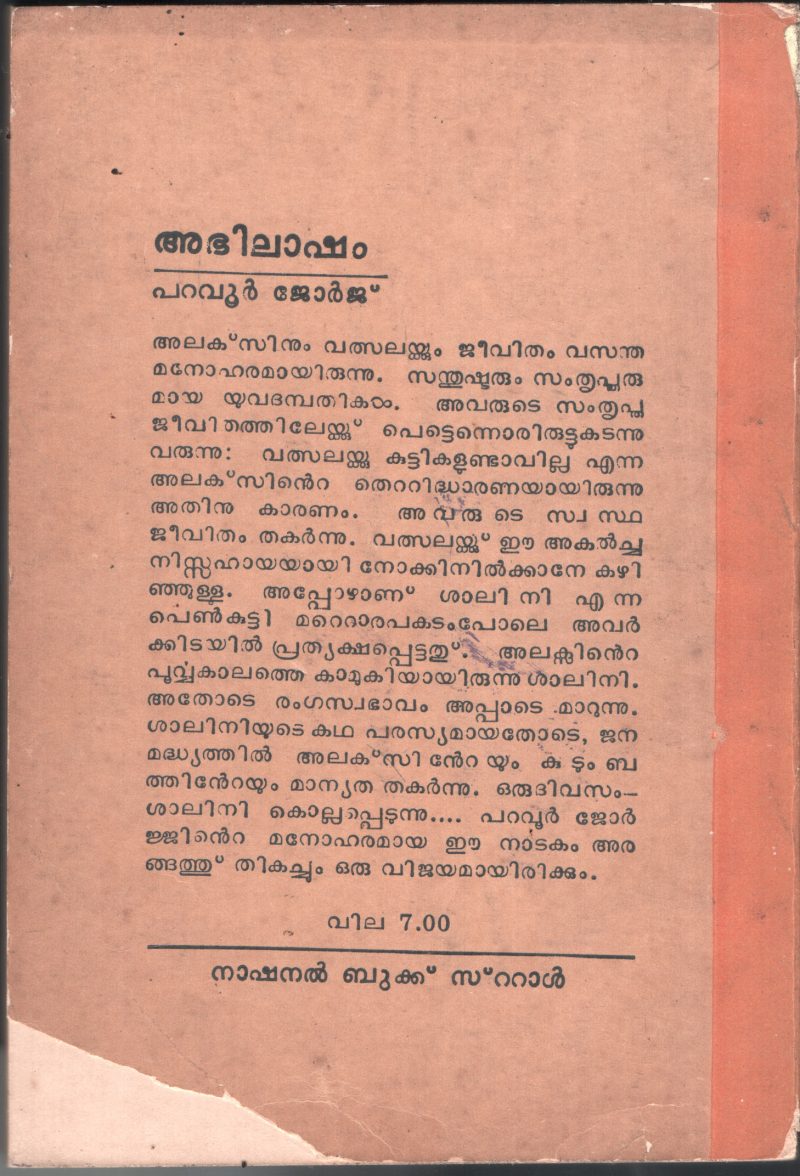 അഭിലാഷം
പറവൂർ ജോർജ്
അലക്സിനും വത്സലയ്ക്കും ജീവിതം വസന്ത
മനോഹരമായിരുന്നു. സന്തുഷ്ടരും സംതൃപ്തരു
മായ യുവദമ്പതികൾ. അവരുടെ സംതൃപ്ത
ജീവിതത്തിലേയ്ക്ക് പെട്ടെന്നൊരിരുട്ടുകടന്നു
വരുന്നു: വത്സലയ്ക്കു കുട്ടികളുണ്ടാവില്ല എന്ന
അലക്സിൻെറ തെററിദ്ധാരണയായിരുന്നു
അതിനു കാരണം. അവരുടെ സ്വസ്ഥ
ജീവിതം തകർന്നു. വത്സലയ്ക്ക് ഈ അകൽച്ച
നിസ്സഹായയായി നോക്കിനിൽക്കാനേ കഴി
ഞ്ഞുള്ളു. അപ്പോഴാണ് ശാലിനി എന്ന
പെൺകുട്ടി മറെറാരപകടംപോലെ അവർ
ക്കിടയിൽ പ്രത്യക്ഷപ്പെട്ടതു്. അലക്സിൻെറ
പൂർവ്വകാലത്തെ കാമുകിയായിരുന്നു ശാലിനി.
അതോടെ രംഗസ്വഭാവം അപ്പാടെ മാറുന്നു.
ശാലിനിയുടെ കഥ പരസ്യമായതോടെ, ജന
മദ്ധ്യത്തിൽ അലക്സിൻേറയും കുടുംബ
ത്തിൻേറയും മാന്യത തകർന്നു. ഒരുദിവസം—
ശാലിനി കൊല്ലപ്പെടുന്നു.... പറവൂർ ജോർ
ജ്ജിൻെറ മനോഹരമായ ഈ നാടകം അര
ങ്ങത്തു് തികച്ചും ഒരു വിജയമായിരിക്കും.
വില 7.00
നാഷനൽ ബുക്ക് സ്ററാൾ